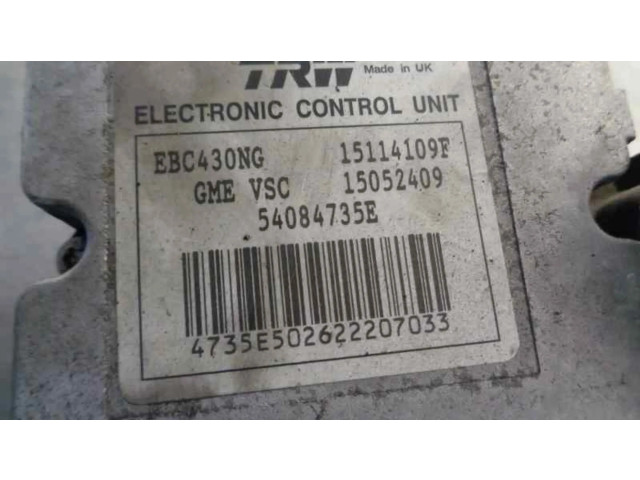 TRW Made in UK
ELECTRONIC CONTROL UNIT
EBC430NG 15114109F
GME VSC 15052409
54084735E
4735E502622207033